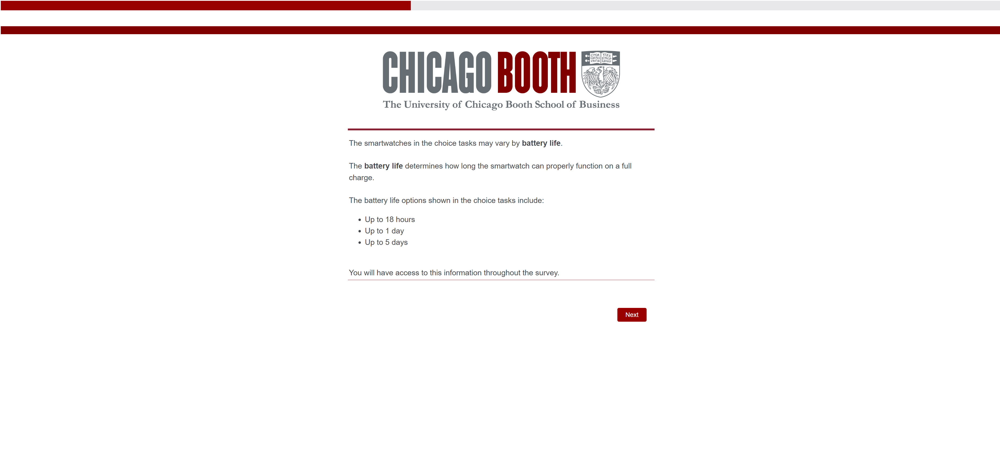 CHICAGO BOOTH
Cres- Vita
catSci Exco-
entia latur
The University of Chicago Booth School of Business
The smartwatches in the choice tasks may vary by battery life.
The battery life determines how long the smartwatch can properly function on a full
charge.
The battery life options shown in the choice tasks include:
• Up to 18 hours
• Up to 1 day
• Up to 5 days
You will have access to this information throughout the survey.
Next